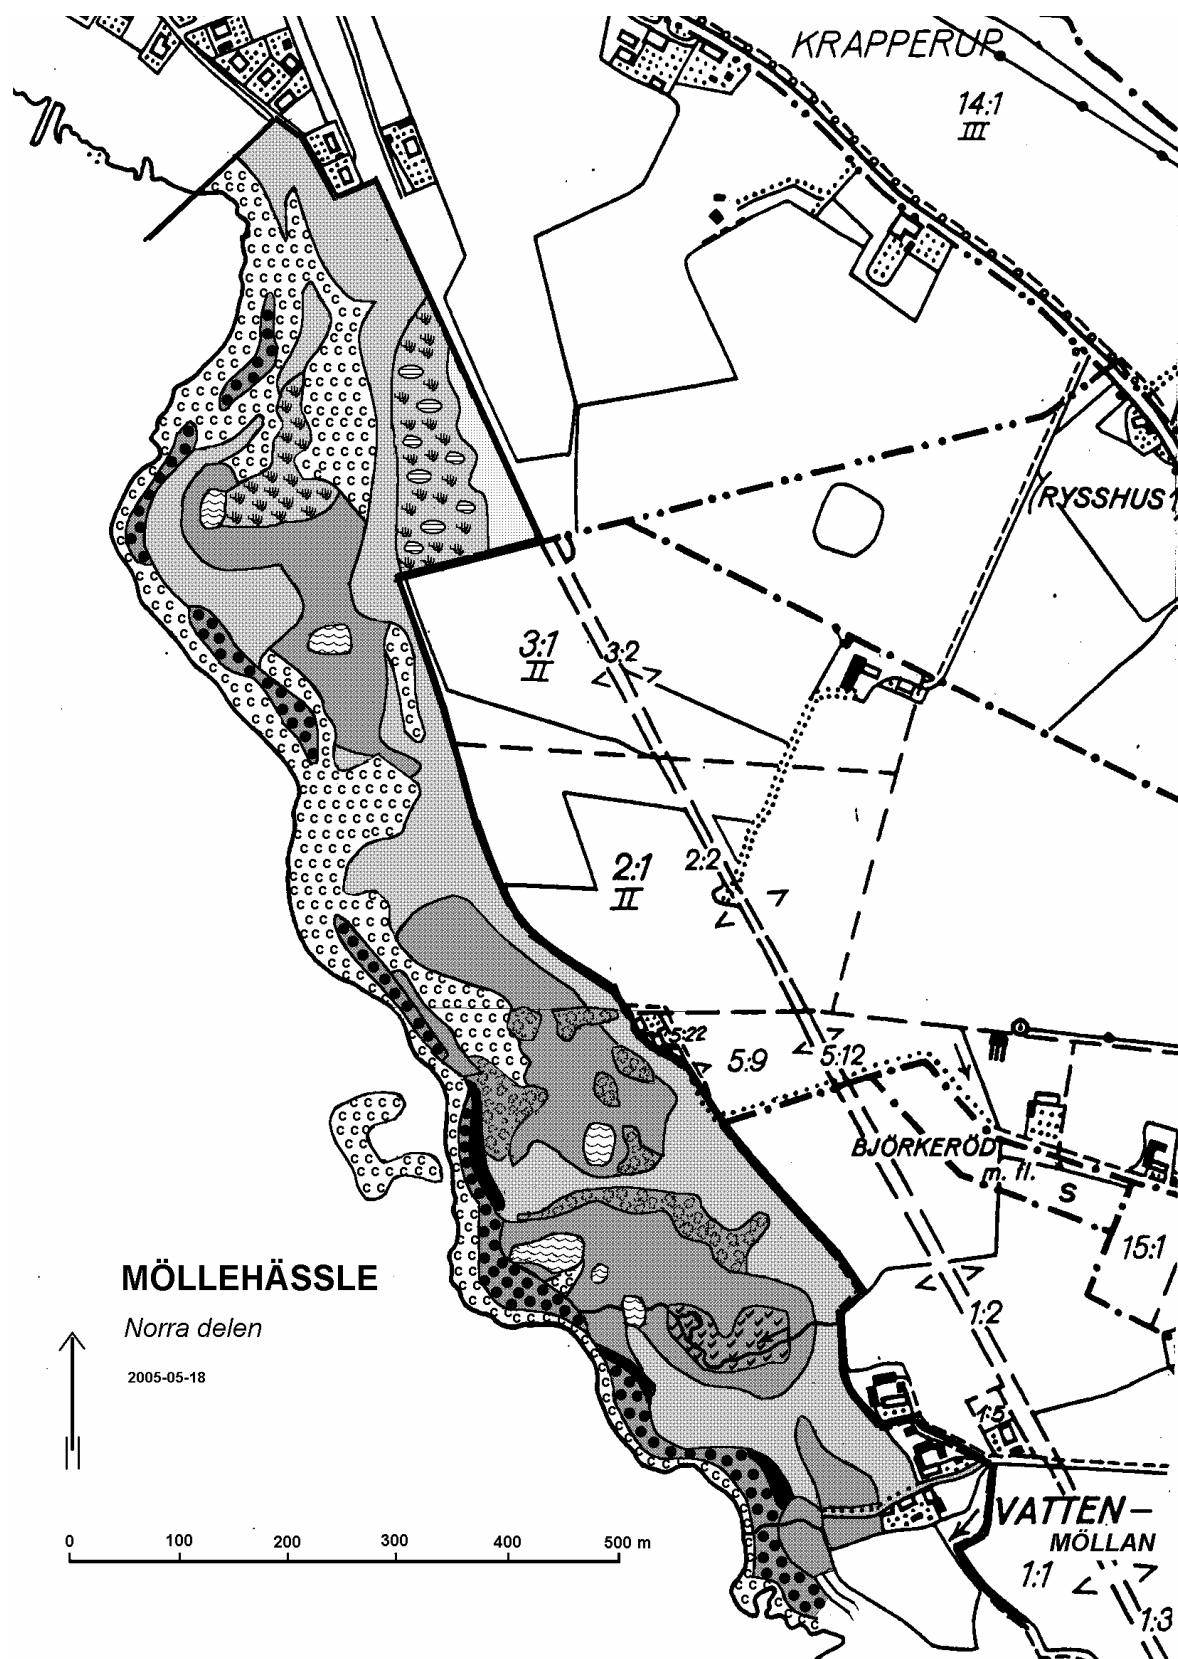 KRAPPERUP
14:1
III
(RYSSHUS 1
3:1
II
3:2
2:1
II
2:2
5:22
5:9
5:12
BJÖRKERÖD
m. fl.
S
15:1
MÖLLEHÄSSLE
Norra delen
2005-05-18
1:2
1:5
VATTEN-
MÖLLAN
0 100 200 300 400 500 m
1:1
1:3